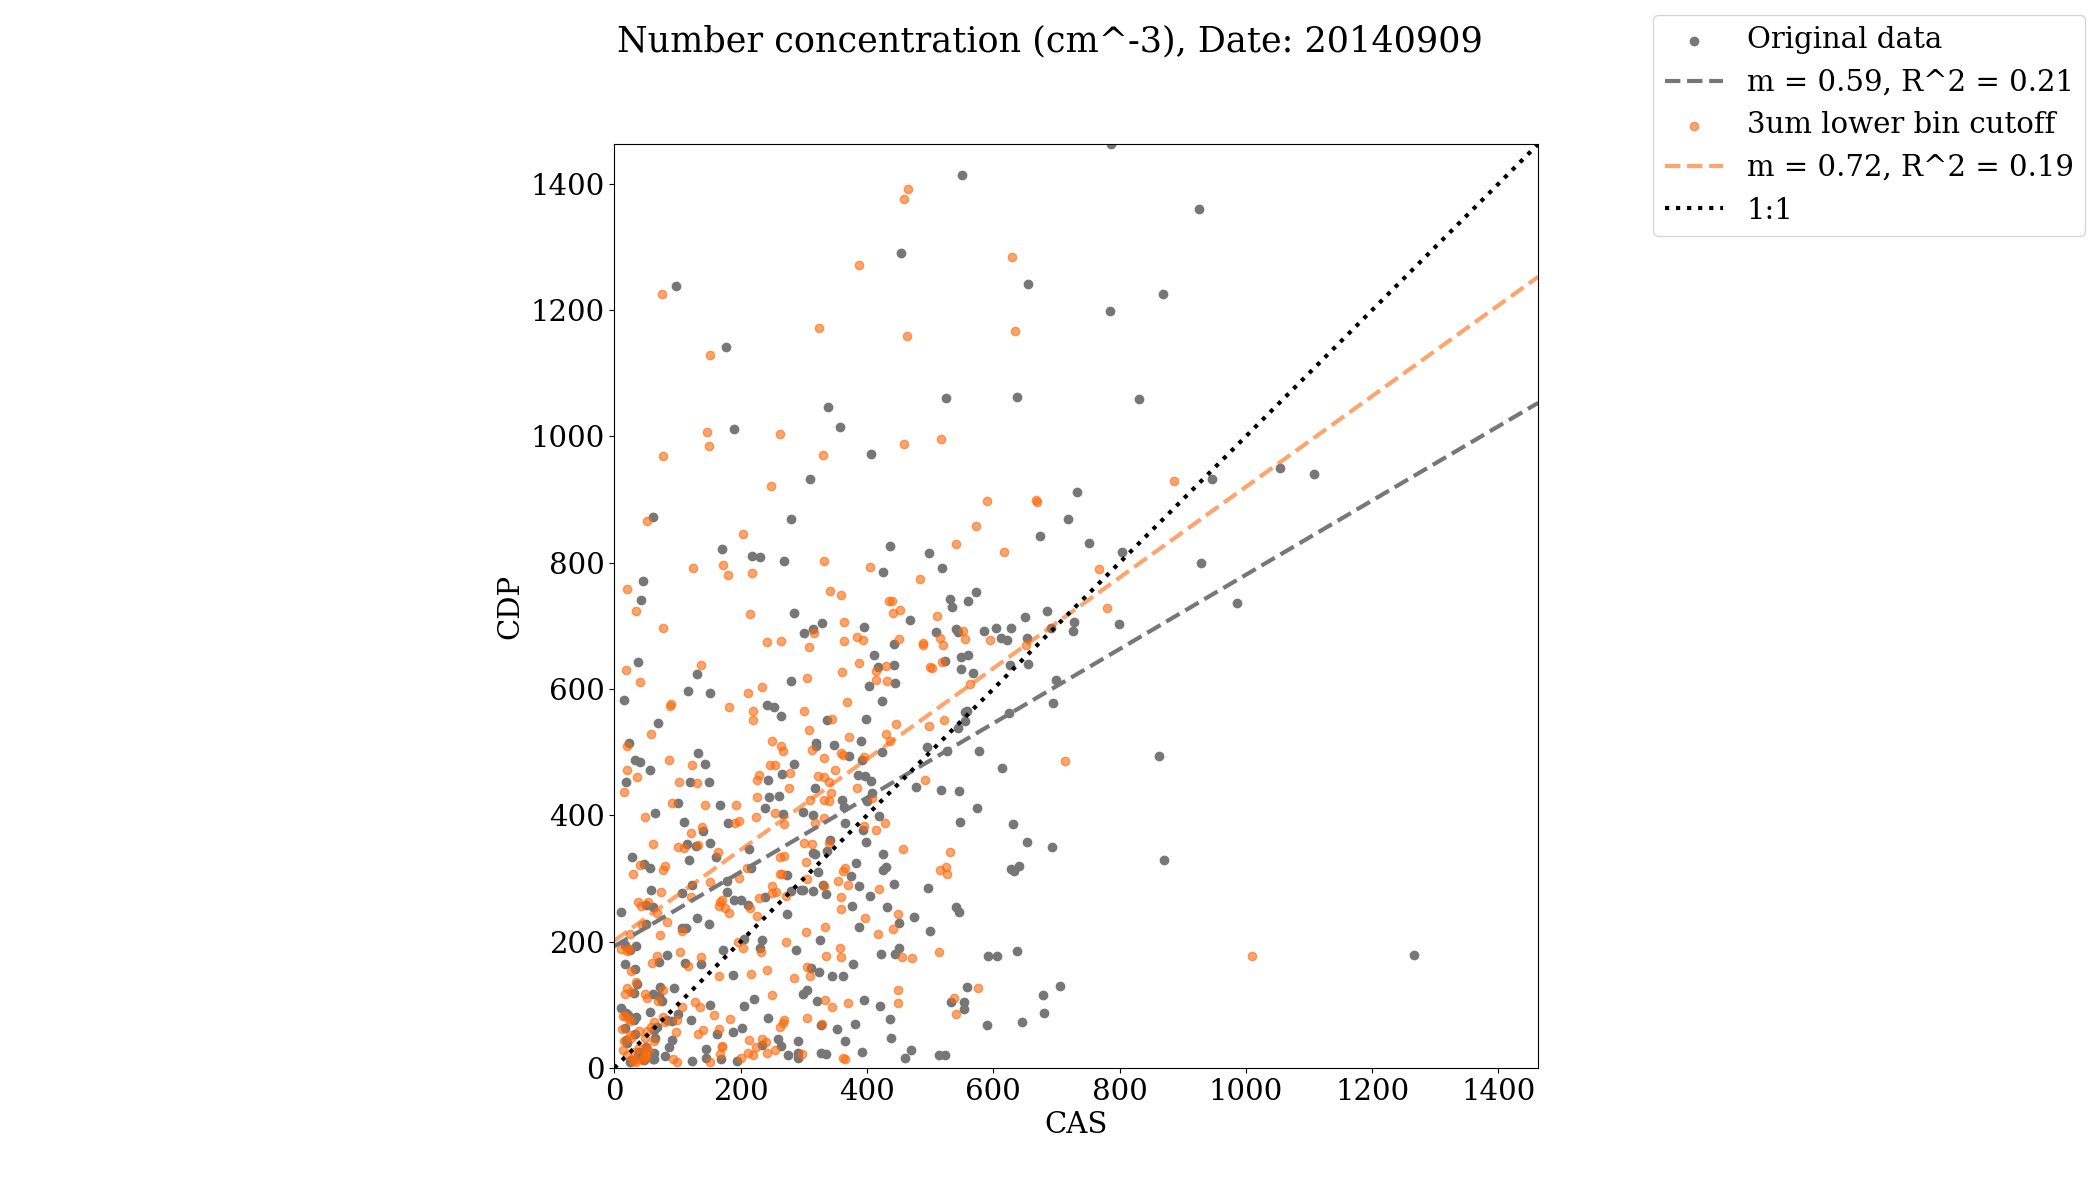 Number concentration (cm^-3), Date: 20140909
Original data
m = 0.59, R^2 = 0.21
3um lower bin cutoff
m = 0.72, R^2 = 0.19
1:1
1400
1200
1000
800
600
400
200
0
CDP
0 200 400 600 800 1000 1200 1400
CAS